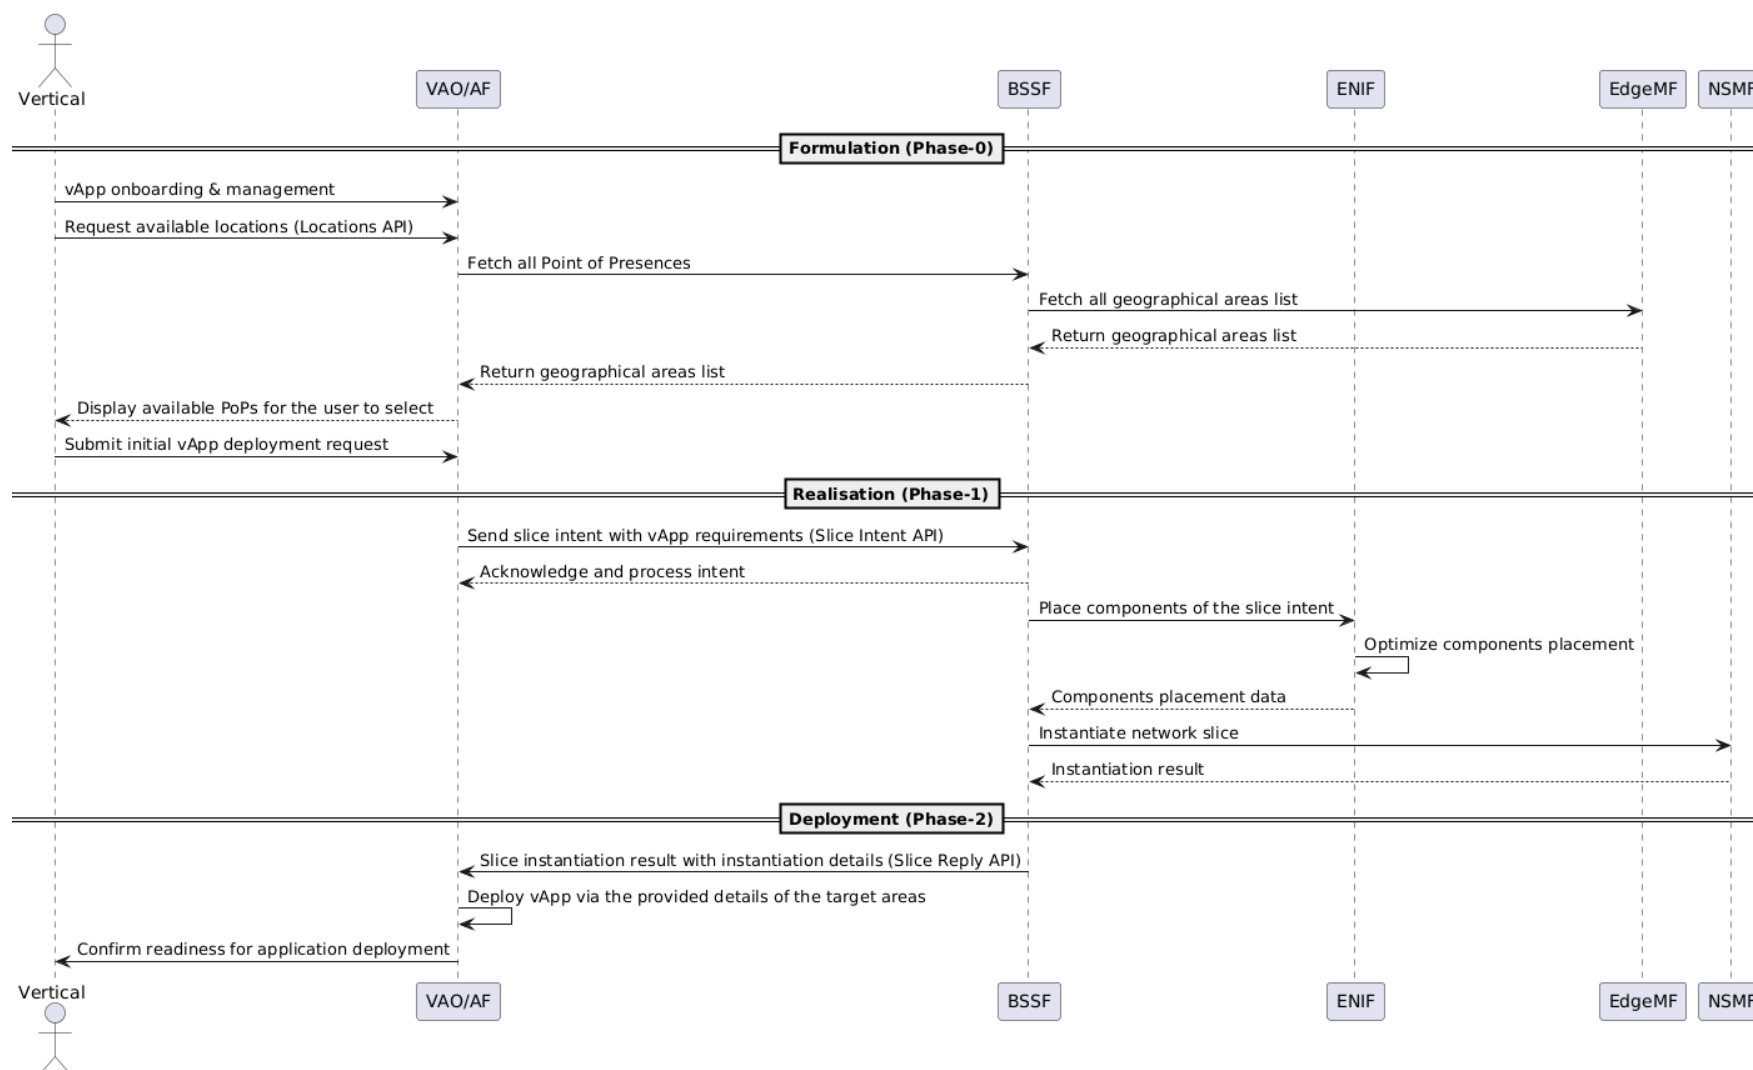 Vertical
VAO/AF
BSSF
ENIF
EdgeMF
NSMF
Formulation (Phase-0)
vApp onboarding & management
Request available locations (Locations API)
Fetch all Point of Presences
Fetch all geographical areas list
Return geographical areas list
Return geographical areas list
Display available PoPs for the user to select
Submit initial vApp deployment request
Realisation (Phase-1)
Send slice intent with vApp requirements (Slice Intent API)
Acknowledge and process intent
Place components of the slice intent
Optimize components placement
Components placement data
Instantiate network slice
Instantiation result
Deployment (Phase-2)
Slice instantiation result with instantiation details (Slice Reply API)
Deploy vApp via the provided details of the target areas
Confirm readiness for application deployment
Vertical
VAO/AF
BSSF
ENIF
EdgeMF
NSMF